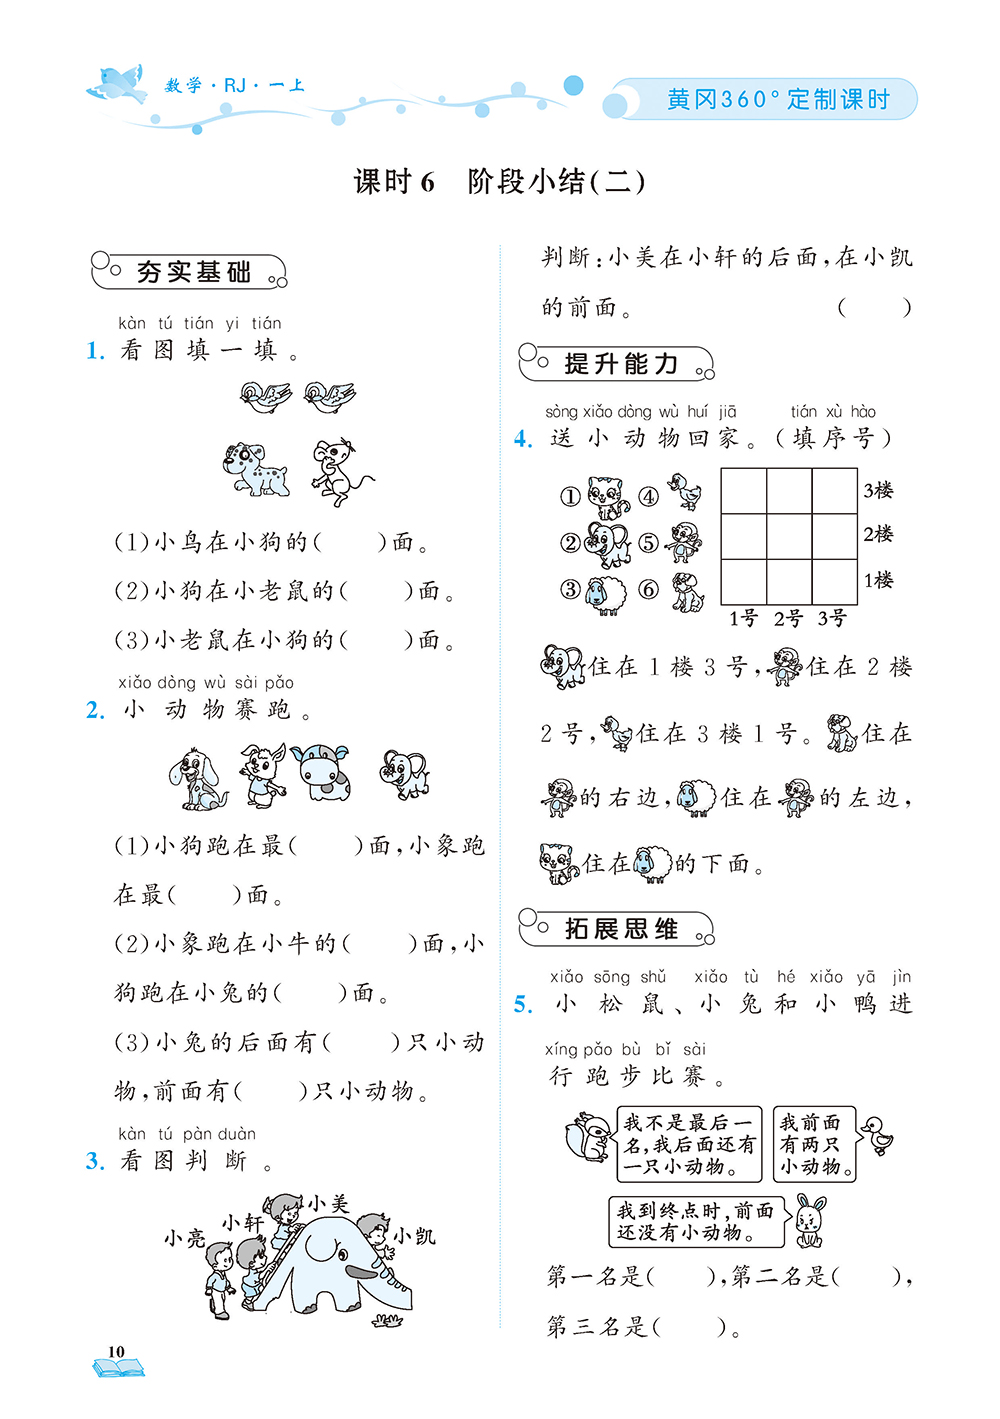 数学·RJ·一上
黄冈360°定制课时
课时6 阶段小结(二)
夯实基础
kàn tú tián yi tián
1. 看图填一填。
(1)小鸟在小狗的( )面。
(2)小狗在小老鼠的( )面。
(3)小老鼠在小狗的( )面。
xiǎo dòng wù sài pǎo
2. 小动物赛跑。
(1)小狗跑在最( )面,小象跑
在最( )面。
(2)小象跑在小牛的( )面,小
狗跑在小兔的( )面。
(3)小兔的后面有( )只小动
物,前面有( )只小动物。
kàn tú pàn duàn
3. 看图判断。
小美
小轩
小亮
小凯
10
判断:小美在小轩的后面,在小凯
的前面。 ( )
提升能力
sòng xiǎo dòng wù huí jiā tián xù hào
4. 送小动物回家。(填序号)
① ④ 3楼
② ⑤ 2楼
③ ⑥ 1楼
1号 2号 3号
住在1楼3号, 住在2楼
2号, 住在3楼1号。 住在
的右边, 住在 的左边,
住在 的下面。
拓展思维
xiǎo sōng shǔ xiǎo tù hé xiǎo yā jìn
5. 小松鼠、小兔和小鸭进
xíng pǎo bù bǐ sài
行跑步比赛。
我不是最后一
名,我后面还有
一只小动物。
我前面
有两只
小动物。
我到终点时,前面
还没有小动物。
第一名是( ),第二名是( ),
第三名是( )。